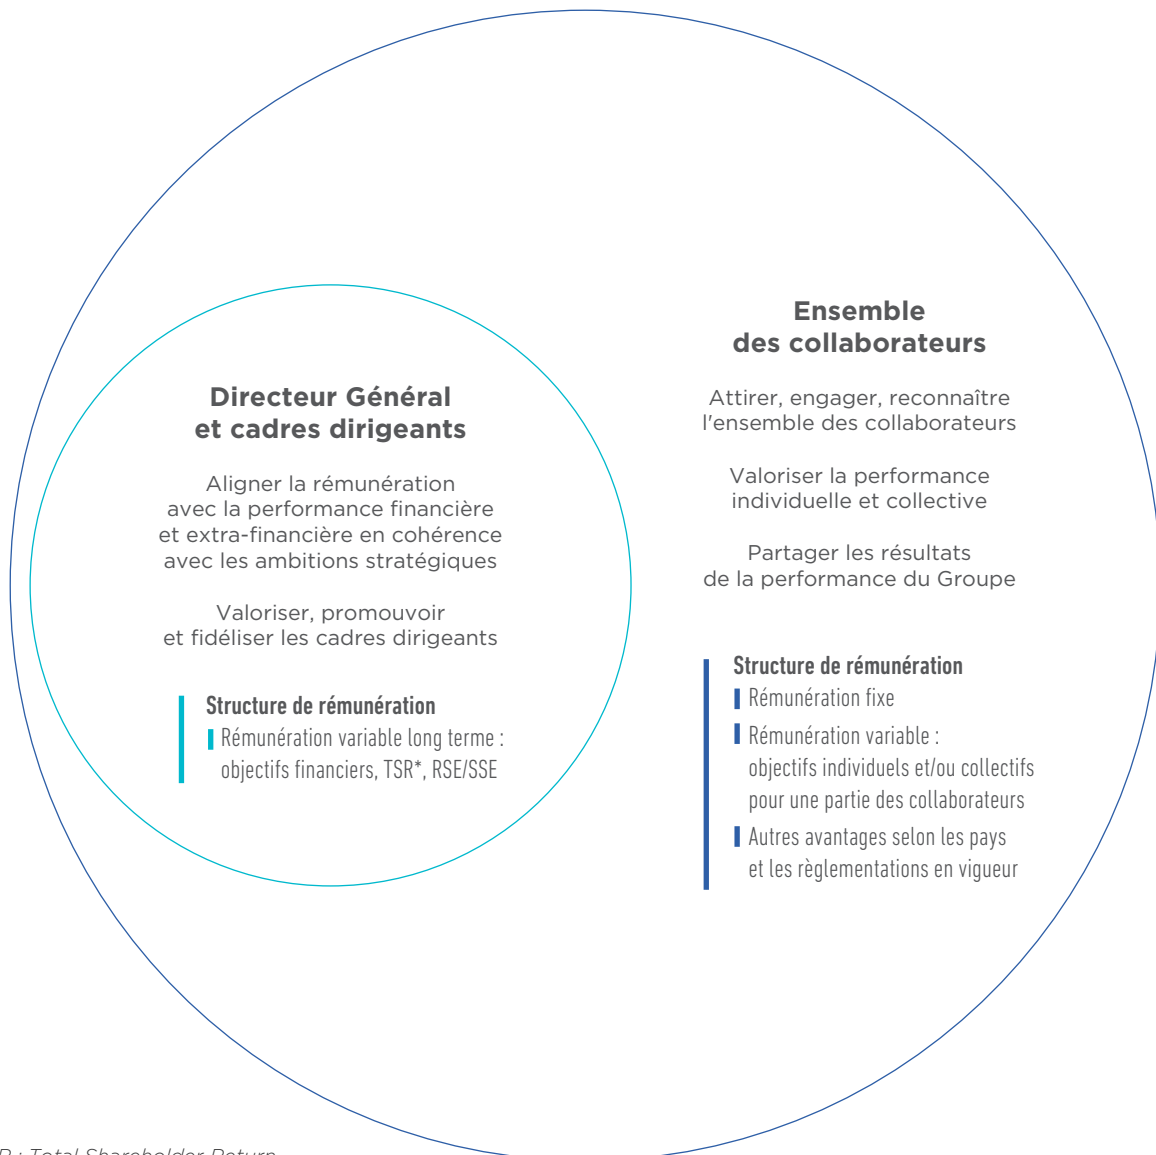 Directeur Général
et cadres dirigeants
Aligner la rémunération
avec la performance financière
et extra-financière en cohérence
avec les ambitions stratégiques
Valoriser, promouvoir
et fidéliser les cadres dirigeants
Structure de rémunération
Rémunération variable long terme :
objectifs financiers, TSR*, RSE/SSE
Ensemble
des collaborateurs
Attirer, engager, reconnaître
l'ensemble des collaborateurs
Valoriser la performance
individuelle et collective
Partager les résultats
de la performance du Groupe
Structure de rémunération
Rémunération fixe
Rémunération variable :
objectifs individuels et/ou collectifs
pour une partie des collaborateurs
Autres avantages selon les pays
et les règlementations en vigueur
: Total Shareholder Return